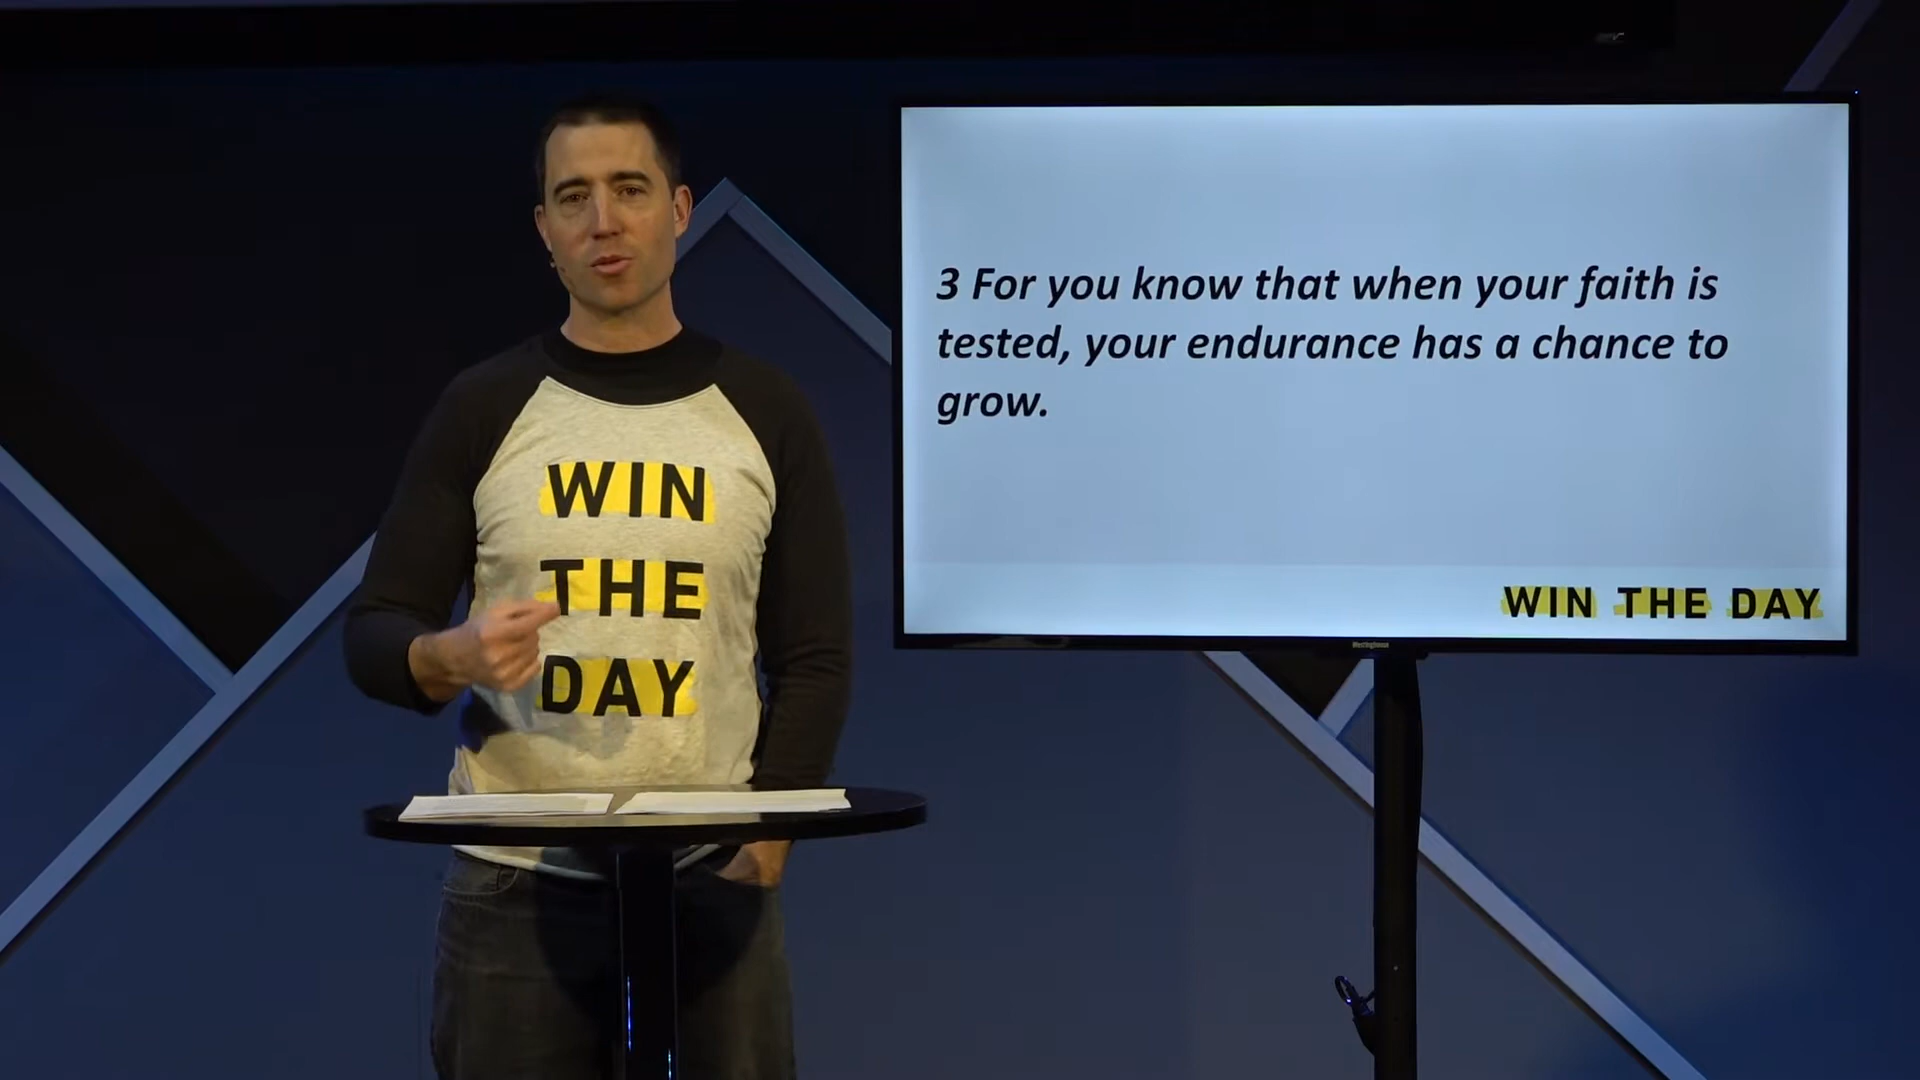 WIN
THE
DAY
3 For you know that when your faith is
tested, your endurance has a chance to
grow.
WIN THE DAY
Westinghouse